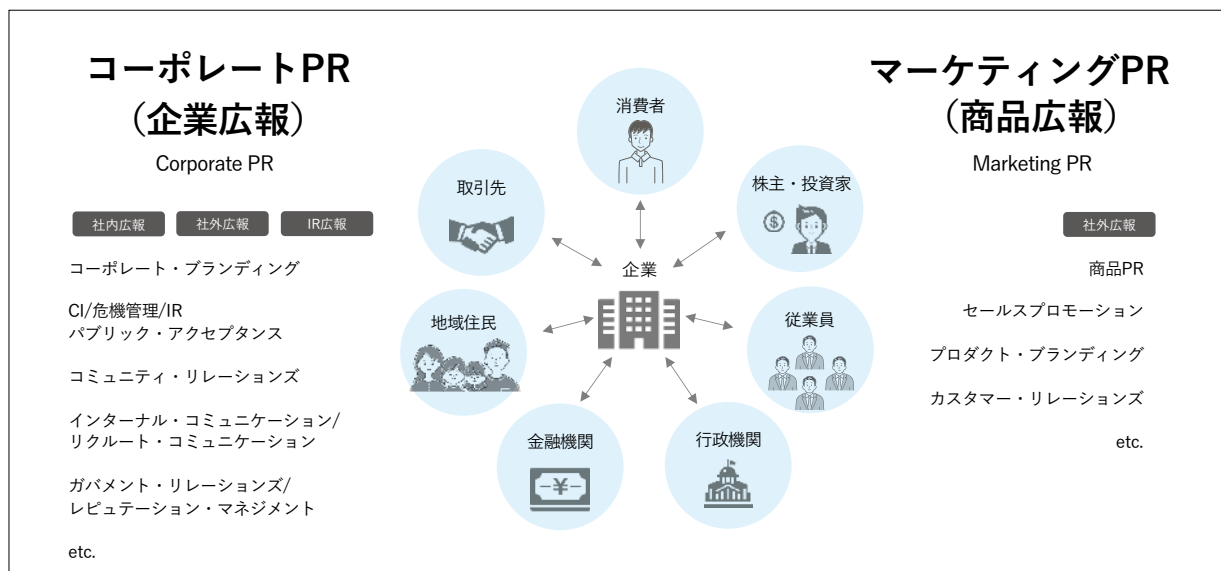 コーポレートPR
（企業広報）
Corporate PR
社内広報
社外広報
IR広報
コーポレート・ブランディング
CI/危機管理/IR
パブリック・アクセプタンス
コミュニティ・リレーションズ
インターナル・コミュニケーション/
リクルート・コミュニケーション
ガバメント・リレーションズ/
レピュテーション・マネジメント
etc.
消費者
取引先
株主・投資家
$
企業
地域住民
従業員
金融機関
¥
行政機関
マーケティングPR
（商品広報）
Marketing PR
社外広報
商品PR
セールスプロモーション
プロダクト・ブランディング
カスタマー・リレーションズ
etc.